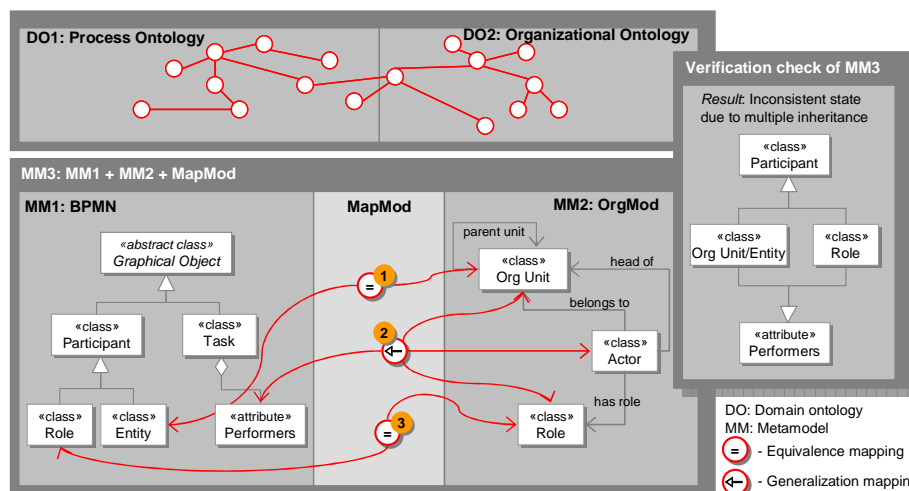 DO1: Process Ontology
DO2: Organizational Ontology
Verification check of MM3
Result: Inconsistent state
due to multiple inheritance
«class»
Participant
«class»
Org Unit/Entity
«class»
Role
«attribute»
Performers
MM3: MM1 + MM2 + MapMod
MM1: BPMN
MapMod
MM2: OrgMod
«abstract class»
Graphical Object
«class»
Participant
«class»
Task
«class»
Role
«class»
Entity
«attribute»
Performers
1
=
2
3
=
parent unit
«class»
Org Unit
head of
belongs to
«class»
Actor
has role
«class»
Role
DO: Domain ontology
MM: Metamodel
= - Equivalence mapping
- Generalization mappin